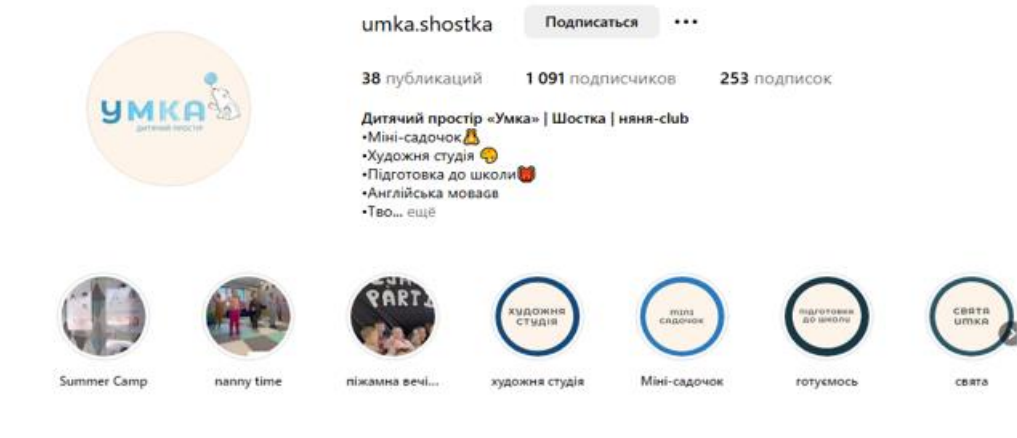 umka.shostka Подписаться
38 публикаций 1 091 подписчиков 253 подписок
УМКА
дитячий простір
Дитячий простір «Умка» | Шостка | няня-club
•Міні-садочок
•Художня студія
•Підготовка до школи
•Англійська моваGB
•Тво... ещё
PARTY
художня
студія
міні
садочок
підготовка
до школи
свята
умка
Summer Camp
nanny time
піжамна вечі...
художня студія
Міні-садочок
готуємось
свята